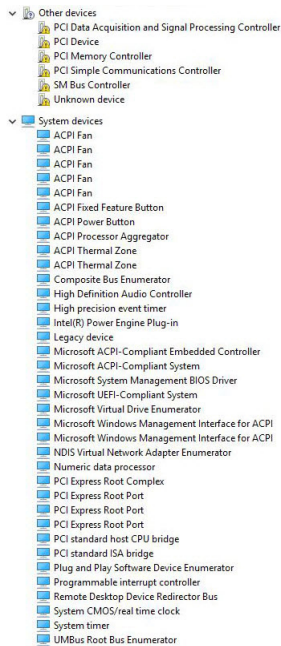 Other devices
PCI Data Acquisition and Signal Processing Controller
PCI Device
PCI Memory Controller
PCI Simple Communications Controller
SM Bus Controller
Unknown device
System devices
ACPI Fan
ACPI Fan
ACPI Fan
ACPI Fan
ACPI Fan
ACPI Fixed Feature Button
ACPI Power Button
ACPI Processor Aggregator
ACPI Thermal Zone
ACPI Thermal Zone
Composite Bus Enumerator
High Definition Audio Controller
High precision event timer
Intel(R) Power Engine Plug-in
Legacy device
Microsoft ACPI-Compliant Embedded Controller
Microsoft ACPI-Compliant System
Microsoft System Management BIOS Driver
Microsoft UEFI-Compliant System
Microsoft Virtual Drive Enumerator
Microsoft Windows Management Interface for ACPI
Microsoft Windows Management Interface for ACPI
NDIS Virtual Network Adapter Enumerator
Numeric data processor
PCI Express Root Complex
PCI Express Root Port
PCI Express Root Port
PCI Express Root Port
PCI standard host CPU bridge
PCI standard ISA bridge
Plug and Play Software Device Enumerator
Programmable interrupt controller
Remote Desktop Device Redirector Bus
System CMOS/real time clock
System timer
UMBus Root Bus Enumerator